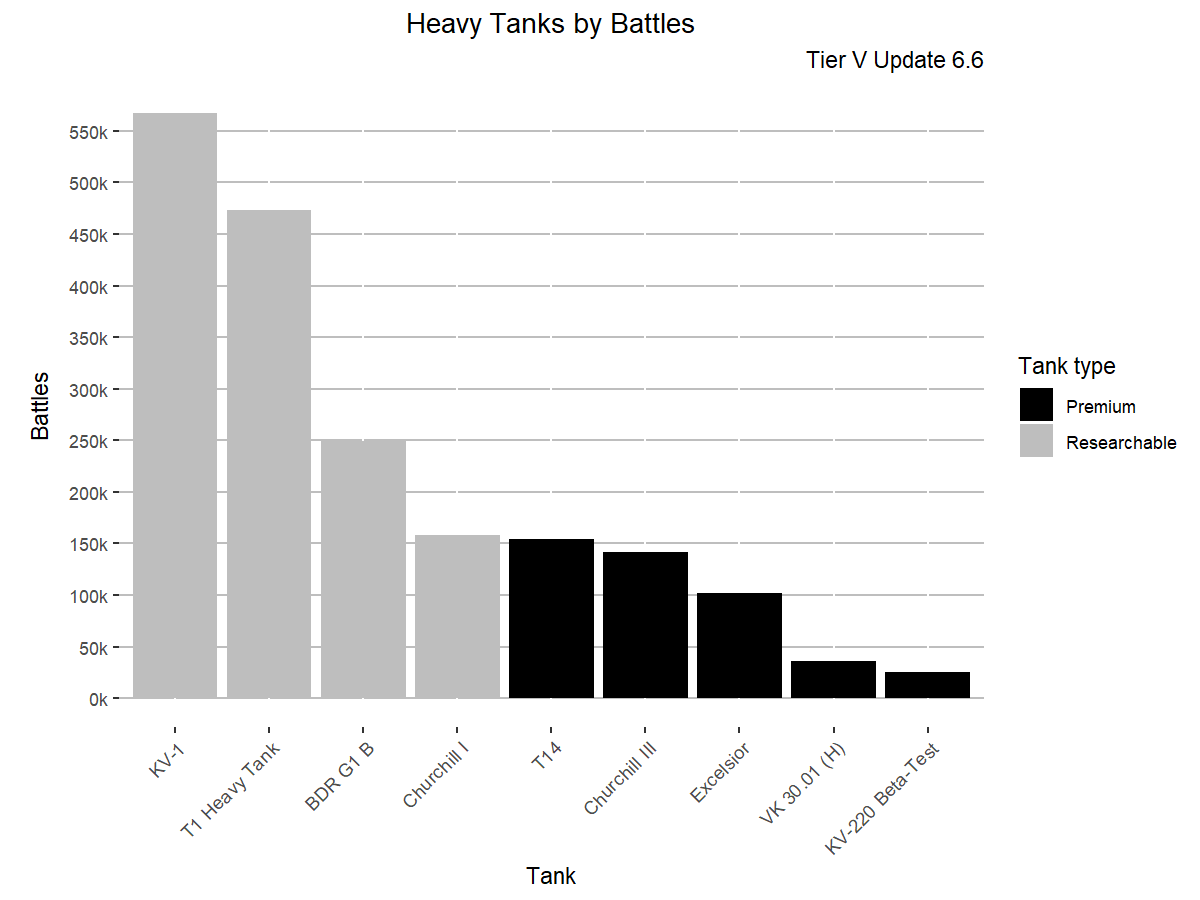 Heavy Tanks by Battles
Tier V Update 6.6
Battles
550k
500k
450k
400k
350k
300k
250k
200k
150k
100k
50k
0k
KV-1
T1 Heavy Tank
BDR G1 B
Churchill I
T14
Churchill III
Excelsior
VK 30.01 (H)
KV-220 Beta-Test
Tank
Tank type
Premium
Researchable